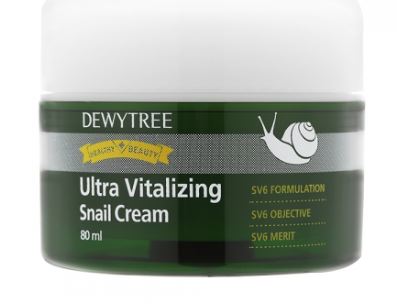 DEWYTREE
HEALTHY BEAUTY
Ultra Vitalizing
Snail Cream
80 ml
SV6 FORMULATION
SV6 OBJECTIVE
SV6 MERIT